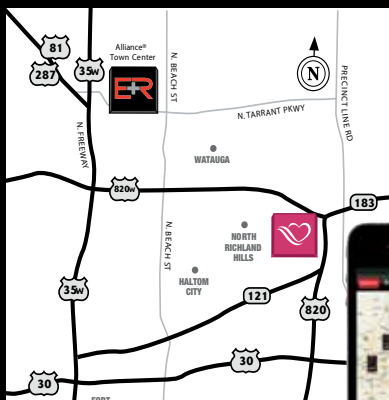 81
287
35w
Alliance®
Town Center
E+R
N. BEACH ST
N
PRECINCT LINE RD
N. TARRANT PKWY
N. FREEWAY
WATAUGA
820w
183
N. BEACH ST
NORTH
RICHLAND
HILLS
HALTOM
CITY
35w
121
820
30
30
FORT